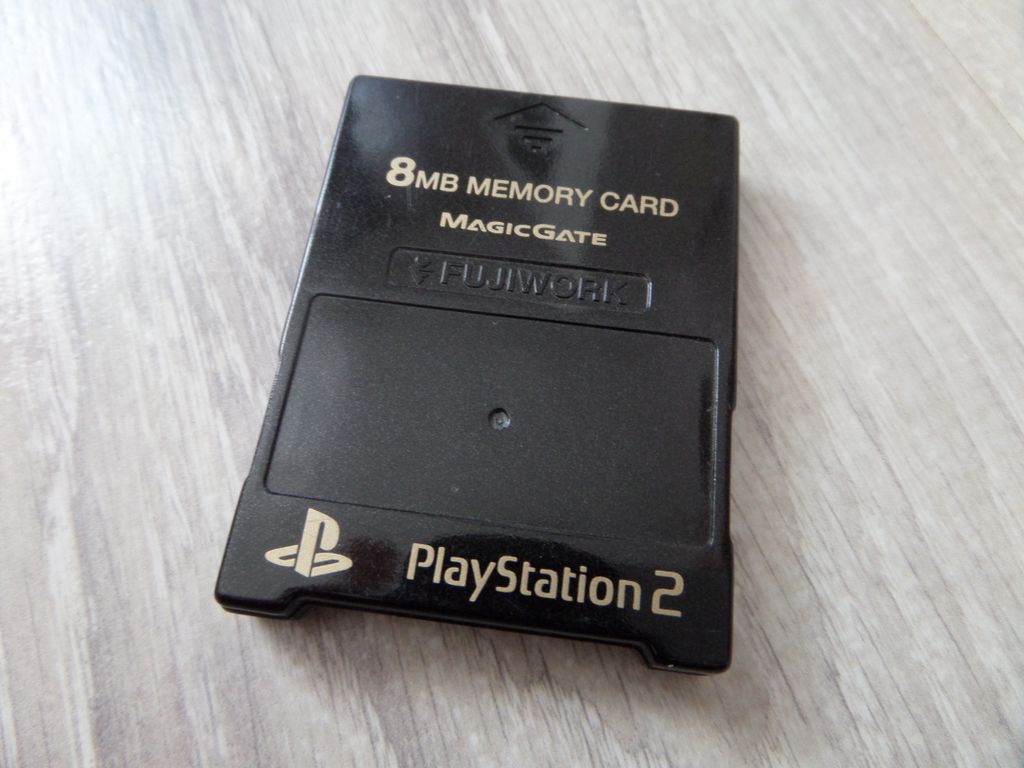 8MB MEMORY CARD
MAGICGATE
FUJIWORK
PlayStation 2